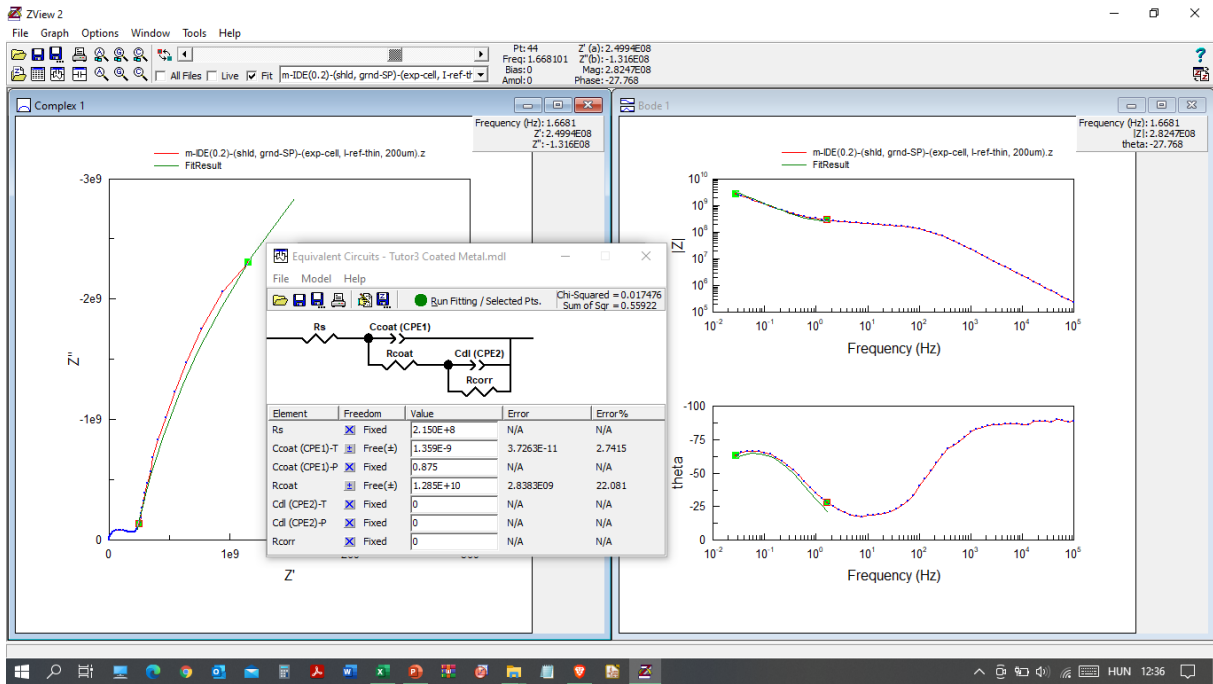 ZView 2
File Graph Options Window Tools Help
Pt: 44 Z' (a): 2.4994E08
Freq: 1.668101 Z''(b): -1.316E08
Bias: 0 Mag: 2.8247E08
Ampl: 0 Phase: -27.768
All Files Live Fit m-IDE(0.2)-(shld, grnd-SP)-(exp-cell, I-ref-th
Complex 1
Frequency (Hz): 1.6681
Z': 2.4994E08
Z'': -1.316E08
m-IDE(0.2)-(shld, grnd-SP)-(exp-cell, I-ref-thin, 200um).z
FitResult
-3e9
-2e9
-1e9
0
Z''
0 1e9
Z'
Equivalent Circuits - Tutor3 Coated Metal.mdl
File Model Help
Run Fitting / Selected Pts.
Chi-Squared = 0.017476
Sum of Sqr = 0.55922
Rs Ccoat (CPE1)
Rcoat Cdl (CPE2)
Rcorr
Element Freedom Value Error Error%
Rs Fixed 2.150E+8 N/A N/A
Ccoat (CPE1)-T Free(±) 1.359E-9 3.7263E-11 2.7415
Ccoat (CPE1)-P Fixed 0.875 N/A N/A
Rcoat Free(±) 1.285E+10 2.8383E09 22.081
Cdl (CPE2)-T Fixed 0 N/A N/A
Cdl (CPE2)-P Fixed 0 N/A N/A
Rcorr Fixed 0 N/A N/A
Bode 1
Frequency (Hz): 1.6681
|Z|: 2.8247E08
theta: -27.768
m-IDE(0.2)-(shld, grnd-SP)-(exp-cell, I-ref-thin, 200um).z
FitResult
10^10
10^9
10^8
10^7
10^6
10^5
|Z|
10^-2 10^-1 10^0 10^1 10^2 10^3 10^4 10^5
Frequency (Hz)
-100
-75
-50
-25
0
theta
10^-2 10^-1 10^0 10^1 10^2 10^3 10^4 10^5
Frequency (Hz)
HUN 12:36